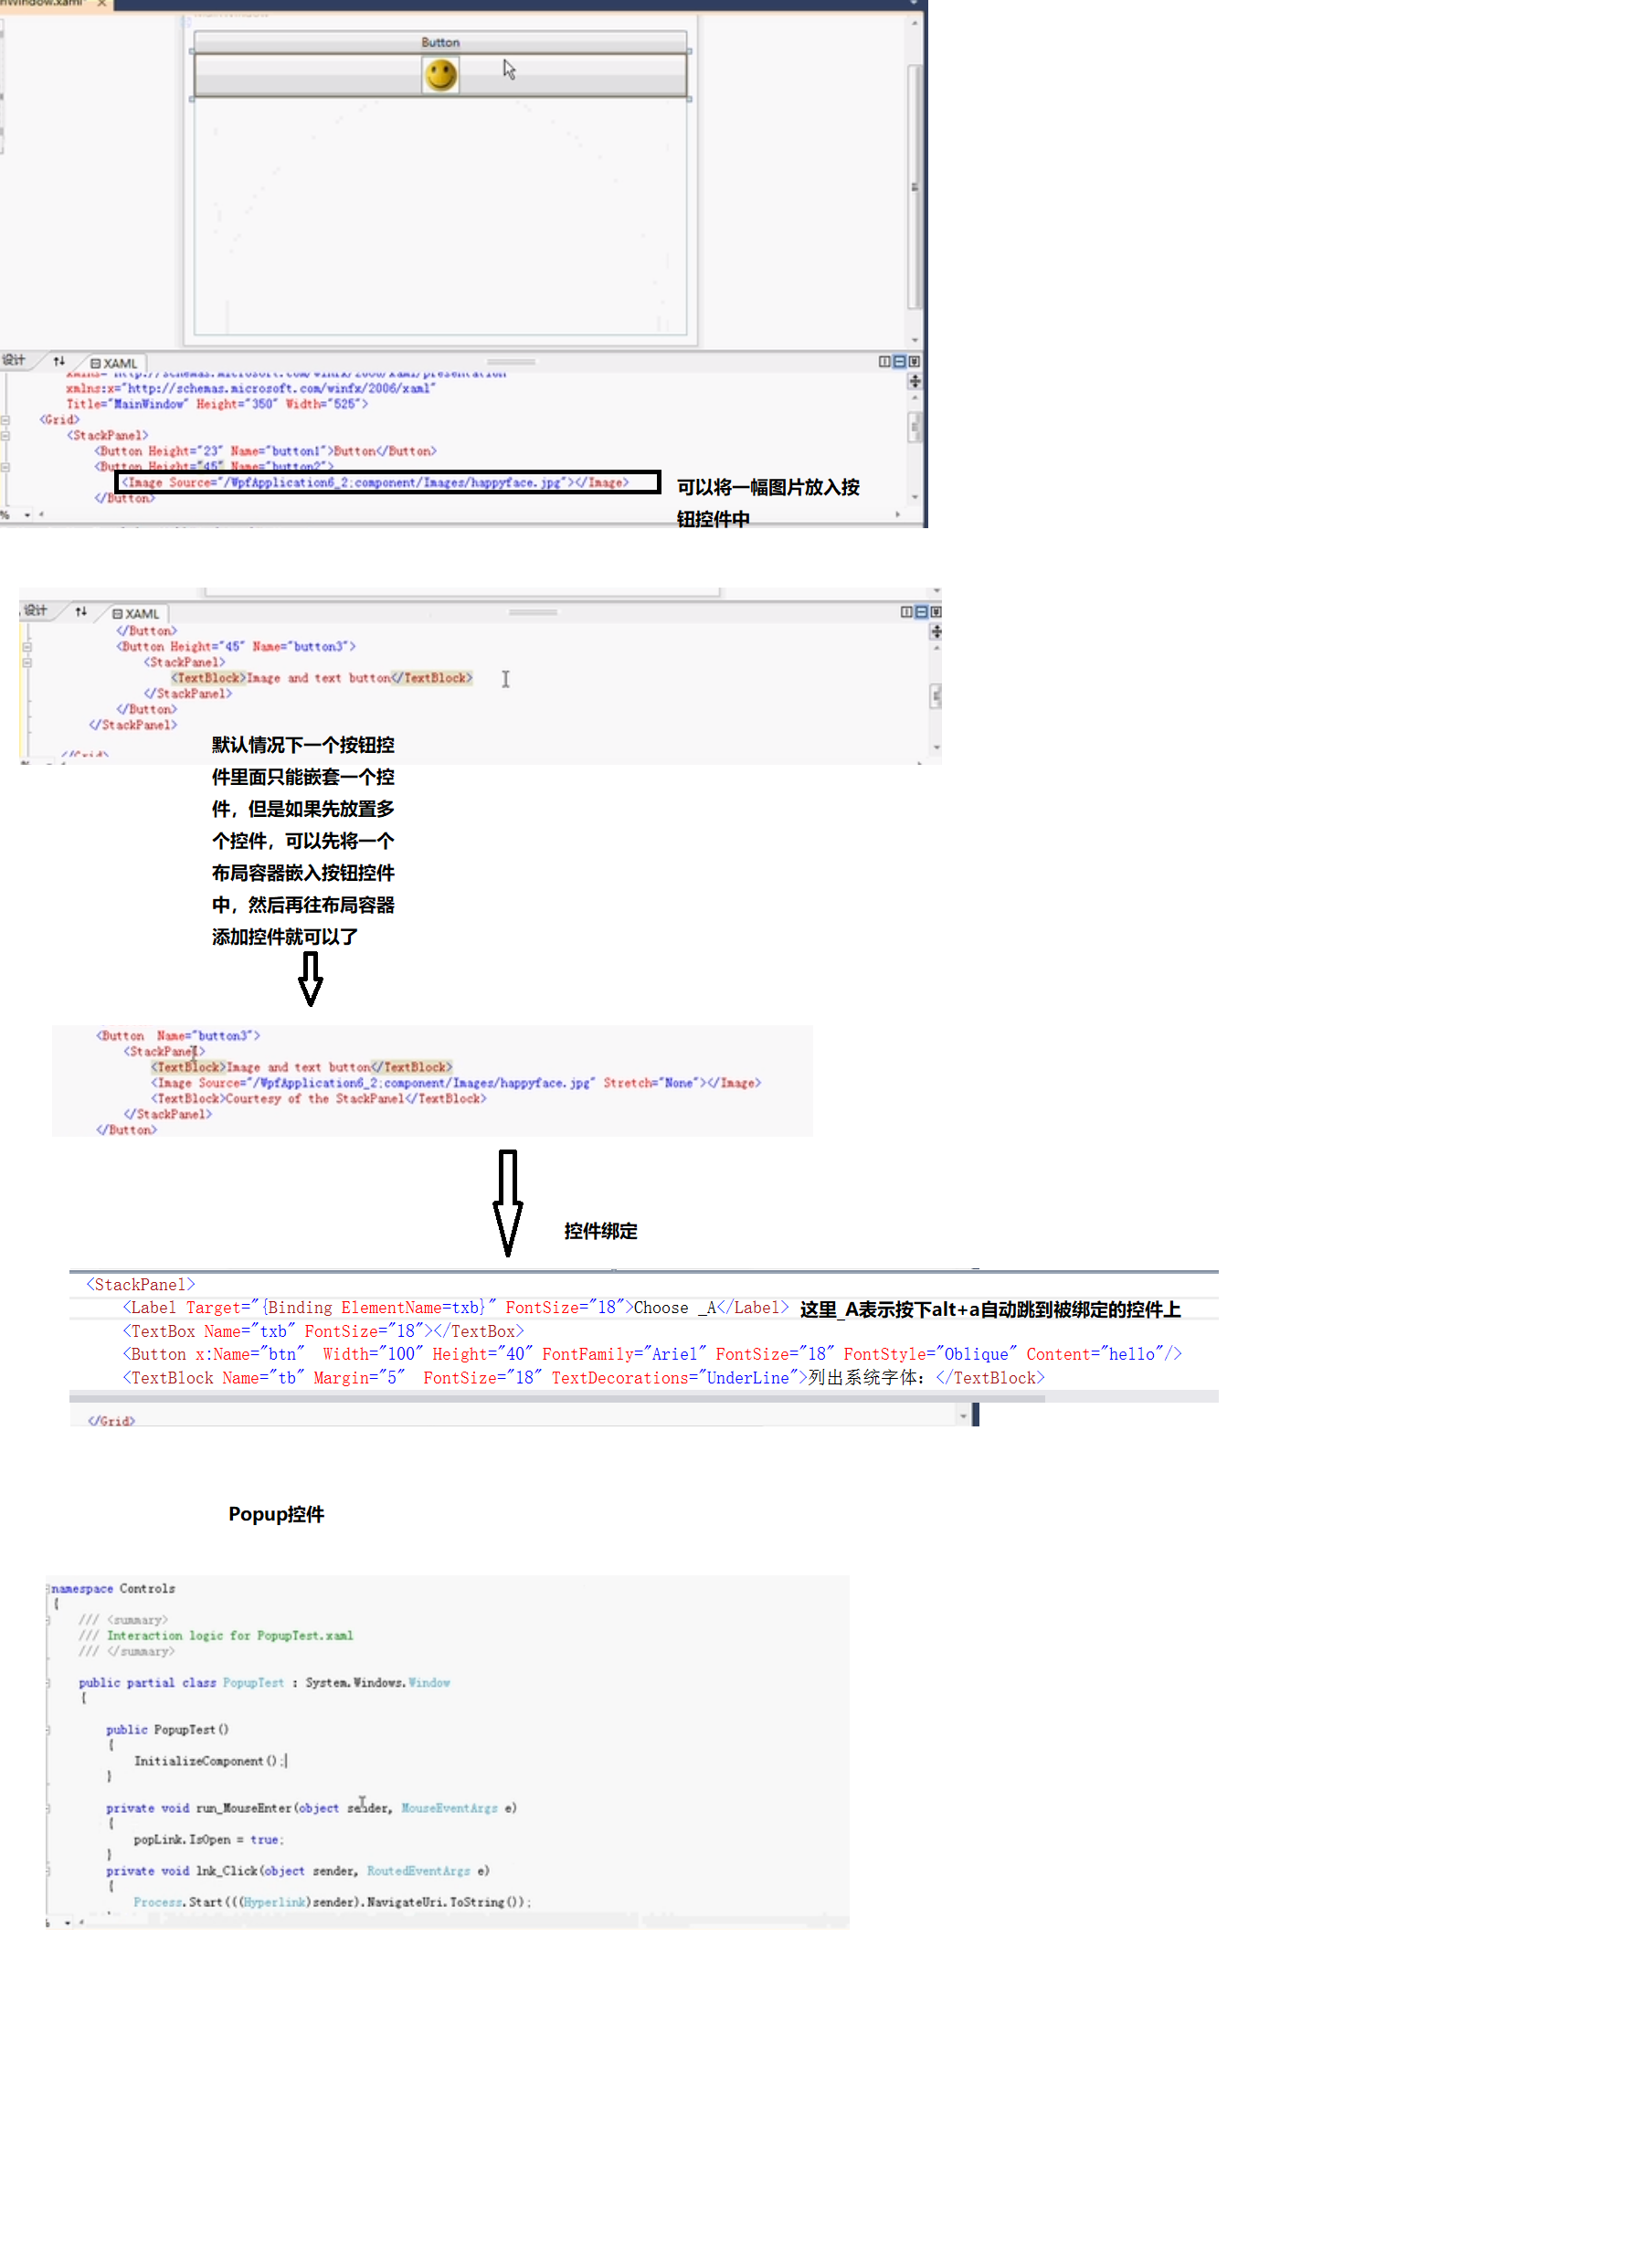 Button
设计
XAML
xmlns:x="http://schemas.microsoft.com/winfx/2006/xaml"
Title="MainWindow" Height="350" Width="525">
<Grid>
<StackPanel>
<Button Height="23" Name="button1">Button</Button>
<Button Height="45" Name="button2">
<Image Source="/WpfApplication6_2;component/Images/happyface.jpg"></Image>
</Button>
可以将一幅图片放入按
钮控件中
设计
XAML
</Button>
<Button Height="45" Name="button3">
<StackPanel>
<TextBlock>Image and text button</TextBlock>
</StackPanel>
</Button>
</StackPanel>
默认情况下一个按钮控
件里面只能嵌套一个控
件，但是如果先放置多
个控件，可以先将一个
布局容器嵌入按钮控件
中，然后再往布局容器
添加控件就可以了
<Button  Name="button3">
<StackPanel>
<TextBlock>Image and text button</TextBlock>
<Image Source="/WpfApplication6_2;component/Images/happyface.jpg" Stretch="None"></Image>
<TextBlock>Courtesy of the StackPanel</TextBlock>
</StackPanel>
</Button>
控件绑定
<StackPanel>
<Label Target="{Binding ElementName=txb}" FontSize="18">Choose _A</Label> 这里_A表示按下alt+a自动跳到被绑定的控件上
<TextBox Name="txb" FontSize="18"></TextBox>
<Button x:Name="btn"  Width="100" Height="40" FontFamily="Ariel" FontSize="18" FontStyle="Oblique" Content="hello"/>
<TextBlock Name="tb" Margin="5"  FontSize="18" TextDecorations="UnderLine">列出系统字体：</TextBlock>
</Grid>
Popup控件
namespace Controls
{
/// <summary>
/// Interaction logic for PopupTest.xaml
/// </summary>
public partial class PopupTest : System.Windows.Window
{
public PopupTest()
{
InitializeComponent();
}
private void run_MouseEnter(object sender, MouseEventArgs e)
{
popLink.IsOpen = true;
}
private void lnk_Click(object sender, RoutedEventArgs e)
{
Process.Start(((Hyperlink)sender).NavigateUri.ToString());